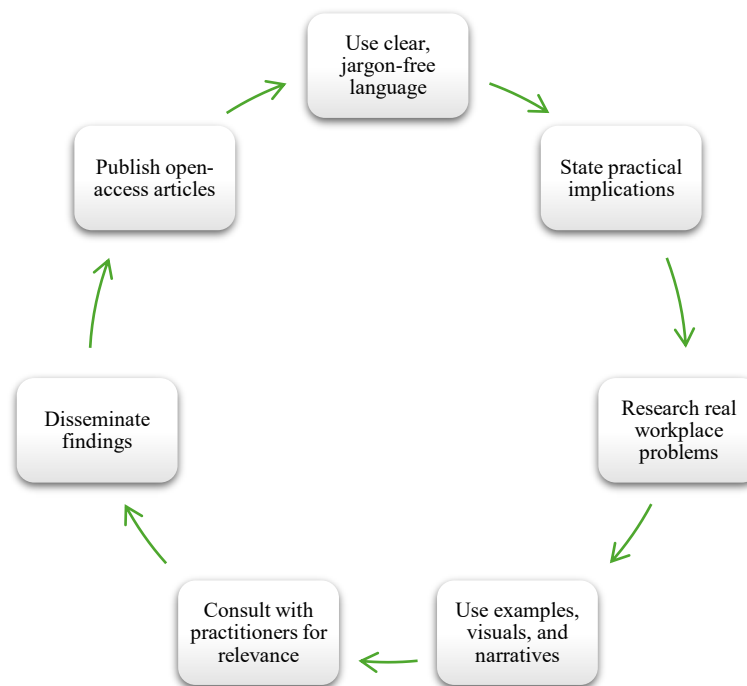 Use clear,
jargon-free
language
State practical
implications
Research real
workplace
problems
Use examples,
visuals, and
narratives
Consult with
practitioners for
relevance
Disseminate
findings
Publish open-
access articles